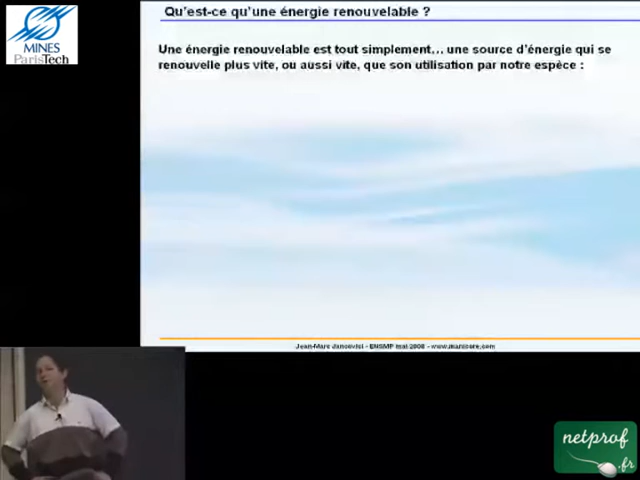 Qu'est-ce qu'une énergie renouvelable ?
MINES
ParisTech
Une énergie renouvelable est tout simplement... une source d'énergie qui se
renouvelle plus vite, ou aussi vite, que son utilisation par notre espèce :
Jean-Marc Jancovici - ENSMP mai 2008 - www.manicore.com
netprof
.fr